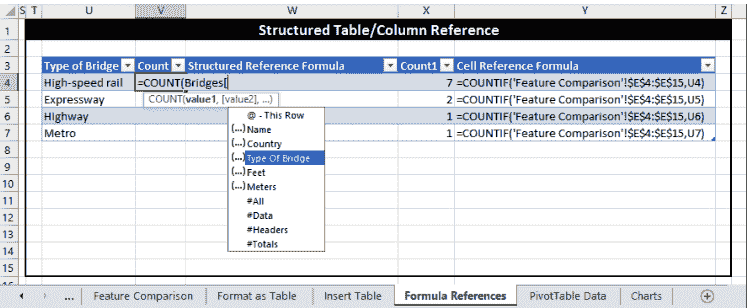 S T U V W X Y Z
1 Structured Table/Column Reference
2
3 Type of Bridge Count Structured Reference Formula Count1 Cell Reference Formula
4 High-speed rail =COUNT(Bridges[ 7 =COUNTIF('Feature Comparison'!$E$4:$E$15,U4)
5 Expressway COUNT(value1, [value2], ...) 2 =COUNTIF('Feature Comparison'!$E$4:$E$15,U5)
6 HIghway 1 =COUNTIF('Feature Comparison'!$E$4:$E$15,U6)
7 Metro 1 =COUNTIF('Feature Comparison'!$E$4:$E$15,U7)
@ - This Row
(...) Name
(...) Country
(...) Type Of Bridge
(...) Feet
(...) Meters
#All
#Data
#Headers
#Totals
8
9
10
11
12
13
14
15
... Feature Comparison Format as Table Insert Table Formula References PivotTable Data Charts